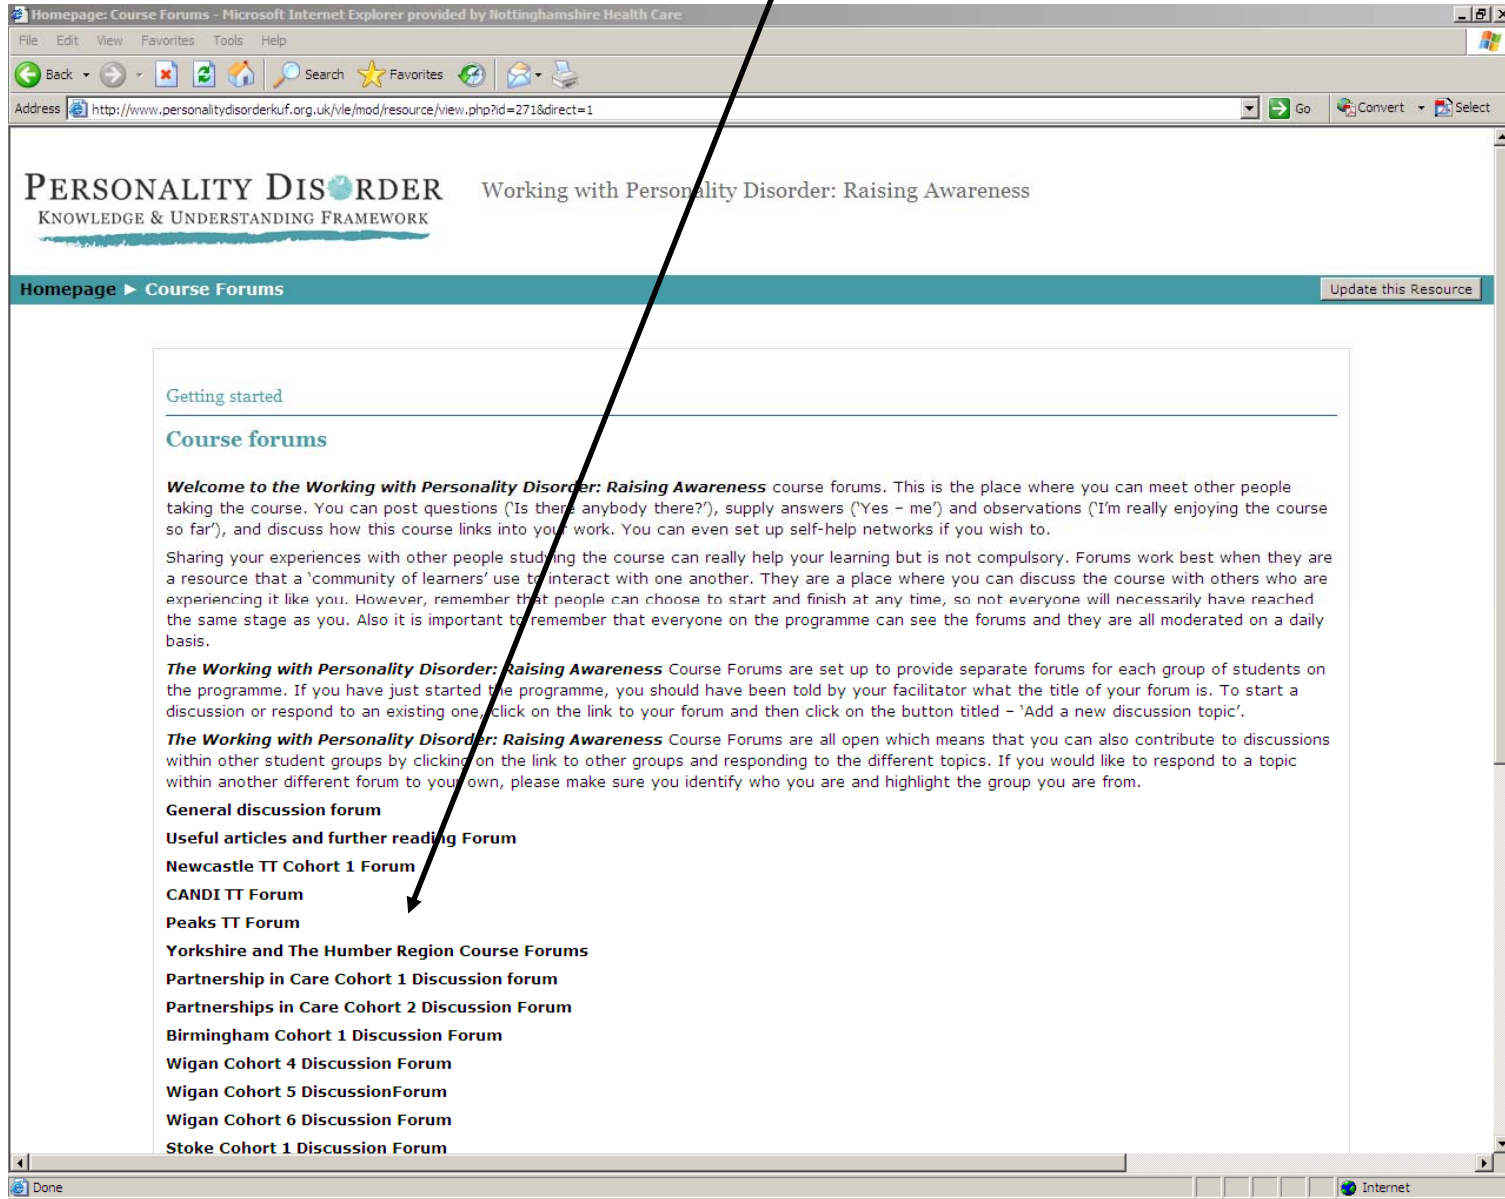 Homepage: Course Forums - Microsoft Internet Explorer provided by Nottinghamshire Health Care
File Edit View Favorites Tools Help
Back Search Favorites
Address http://www.personalitydisorderkuf.org.uk/vle/mod/resource/view.php?id=271&direct=1 Go Convert Select
PERSONALITY DISORDER
KNOWLEDGE & UNDERSTANDING FRAMEWORK
Working with Personality Disorder: Raising Awareness
Homepage ► Course Forums
Update this Resource
Getting started
Course forums
Welcome to the Working with Personality Disorder: Raising Awareness course forums. This is the place where you can meet other people
taking the course. You can post questions (‘Is there anybody there?’), supply answers (‘Yes – me’) and observations (‘I’m really enjoying the course
so far’), and discuss how this course links into your work. You can even set up self-help networks if you wish to.
Sharing your experiences with other people studying the course can really help your learning but is not compulsory. Forums work best when they are
a resource that a ‘community of learners’ use to interact with one another. They are a place where you can discuss the course with others who are
experiencing it like you. However, remember that people can choose to start and finish at any time, so not everyone will necessarily have reached
the same stage as you. Also it is important to remember that everyone on the programme can see the forums and they are all moderated on a daily
basis.
The Working with Personality Disorder: Raising Awareness Course Forums are set up to provide separate forums for each group of students on
the programme. If you have just started the programme, you should have been told by your facilitator what the title of your forum is. To start a
discussion or respond to an existing one, click on the link to your forum and then click on the button titled – ‘Add a new discussion topic’.
The Working with Personality Disorder: Raising Awareness Course Forums are all open which means that you can also contribute to discussions
within other student groups by clicking on the link to other groups and responding to the different topics. If you would like to respond to a topic
within another different forum to your own, please make sure you identify who you are and highlight the group you are from.
General discussion forum
Useful articles and further reading Forum
Newcastle TT Cohort 1 Forum
CANDI TT Forum
Peaks TT Forum
Yorkshire and The Humber Region Course Forums
Partnership in Care Cohort 1 Discussion forum
Partnerships in Care Cohort 2 Discussion Forum
Birmingham Cohort 1 Discussion Forum
Wigan Cohort 4 Discussion Forum
Wigan Cohort 5 DiscussionForum
Wigan Cohort 6 Discussion Forum
Stoke Cohort 1 Discussion Forum
Done
Internet